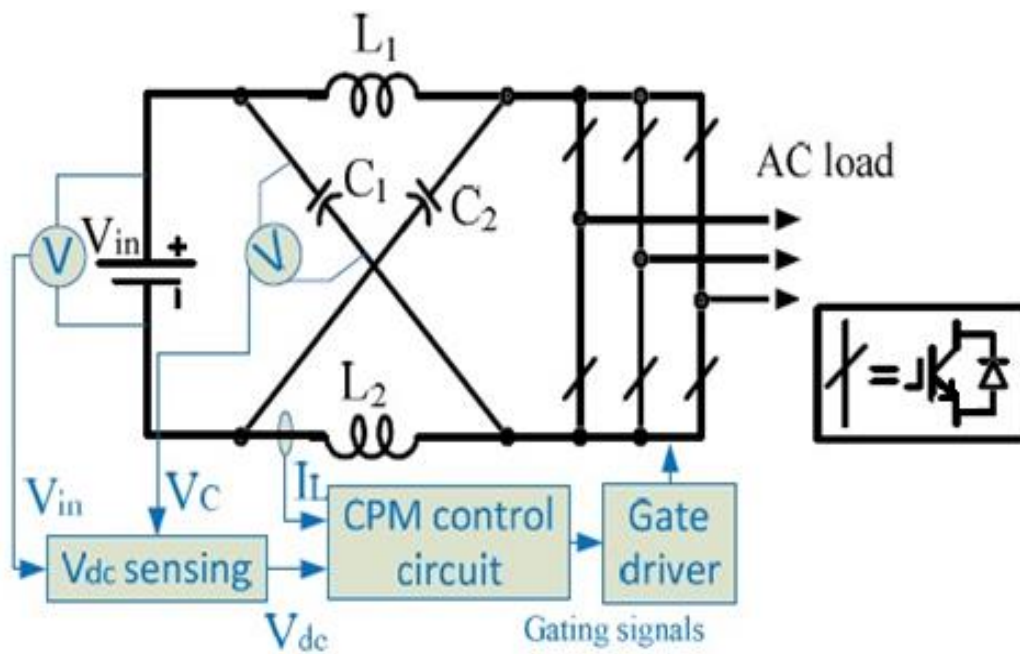 L1
Vin
+
V
C1
V
C2
AC load
L2
=
Vin
VC
IL
Vdc sensing
Vdc
CPM control
circuit
Gate
driver
Gating signals